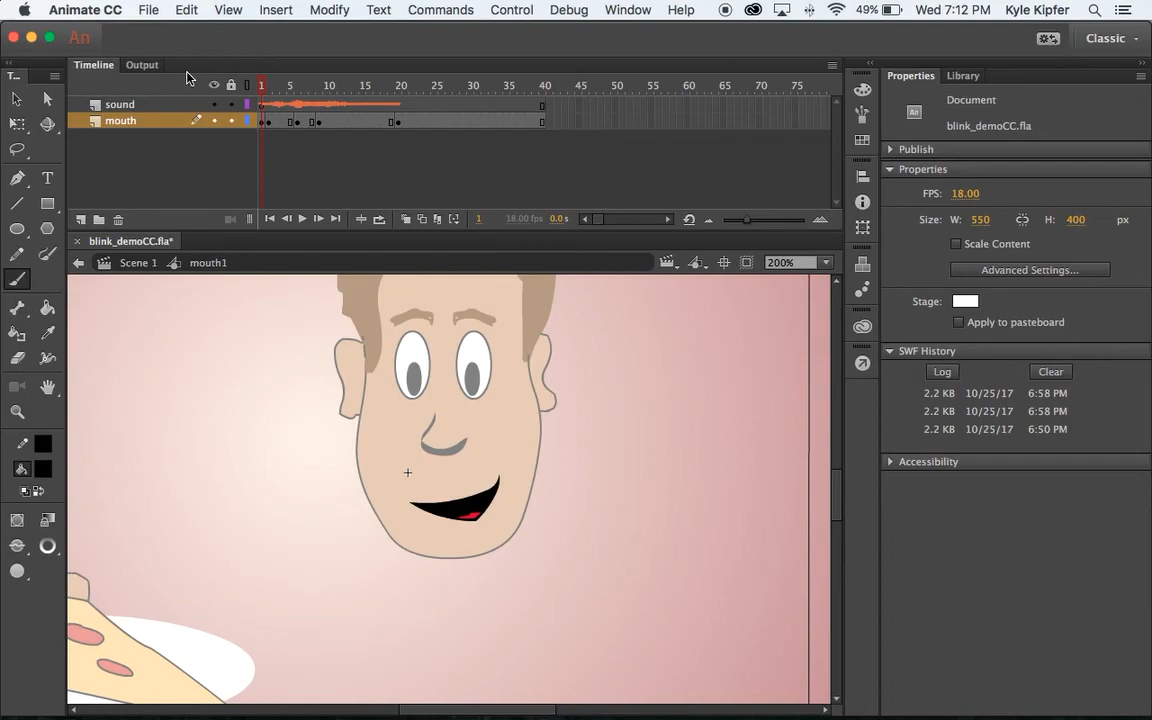 Animate CC File Edit View Insert Modify Text Commands Control Debug Window Help 49% Wed 7:12 PM Kyle Kipfer
An Classic
Timeline Output
T...
1 5 10 15 20 25 30 35 40 45 50 55 60 65 70 75
sound
mouth
1 18.00 fps 0.0 s
blink_demoCC.fla*
Scene 1 mouth1 200%
Properties Library
Document
An blink_demoCC.fla
Publish
Properties
FPS: 18.00
Size: W: 550 H: 400 px
Scale Content
Advanced Settings...
Stage:
Apply to pasteboard
SWF History
Log Clear
2.2 KB 10/25/17 6:58 PM
2.2 KB 10/25/17 6:58 PM
2.2 KB 10/25/17 6:50 PM
Accessibility